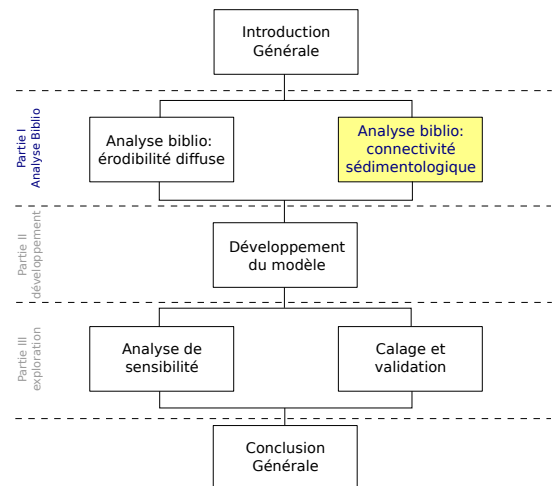 Introduction
Générale
Partie I
Analyse Biblio
Analyse biblio:
érodibilité diffuse
Analyse biblio:
connectivité
sédimentologique
Partie II
développement
Développement
du modèle
Partie III
exploration
Analyse de
sensibilité
Calage et
validation
Conclusion
Générale